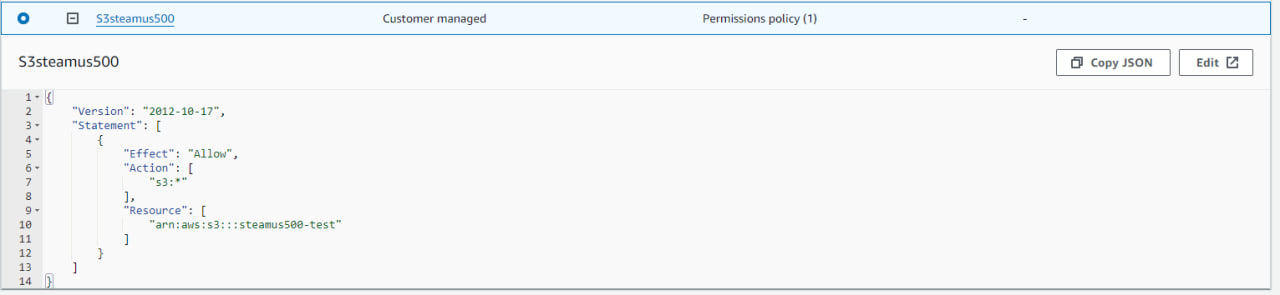 S3steamus500 Customer managed Permissions policy (1) -
S3steamus500 Copy JSON Edit
1 {
2 "Version": "2012-10-17",
3 "Statement": [
4 {
5 "Effect": "Allow",
6 "Action": [
7 "s3:*"
8 ],
9 "Resource": [
10 "arn:aws:s3:::steamus500-test"
11 ]
12 }
13 ]
14 }